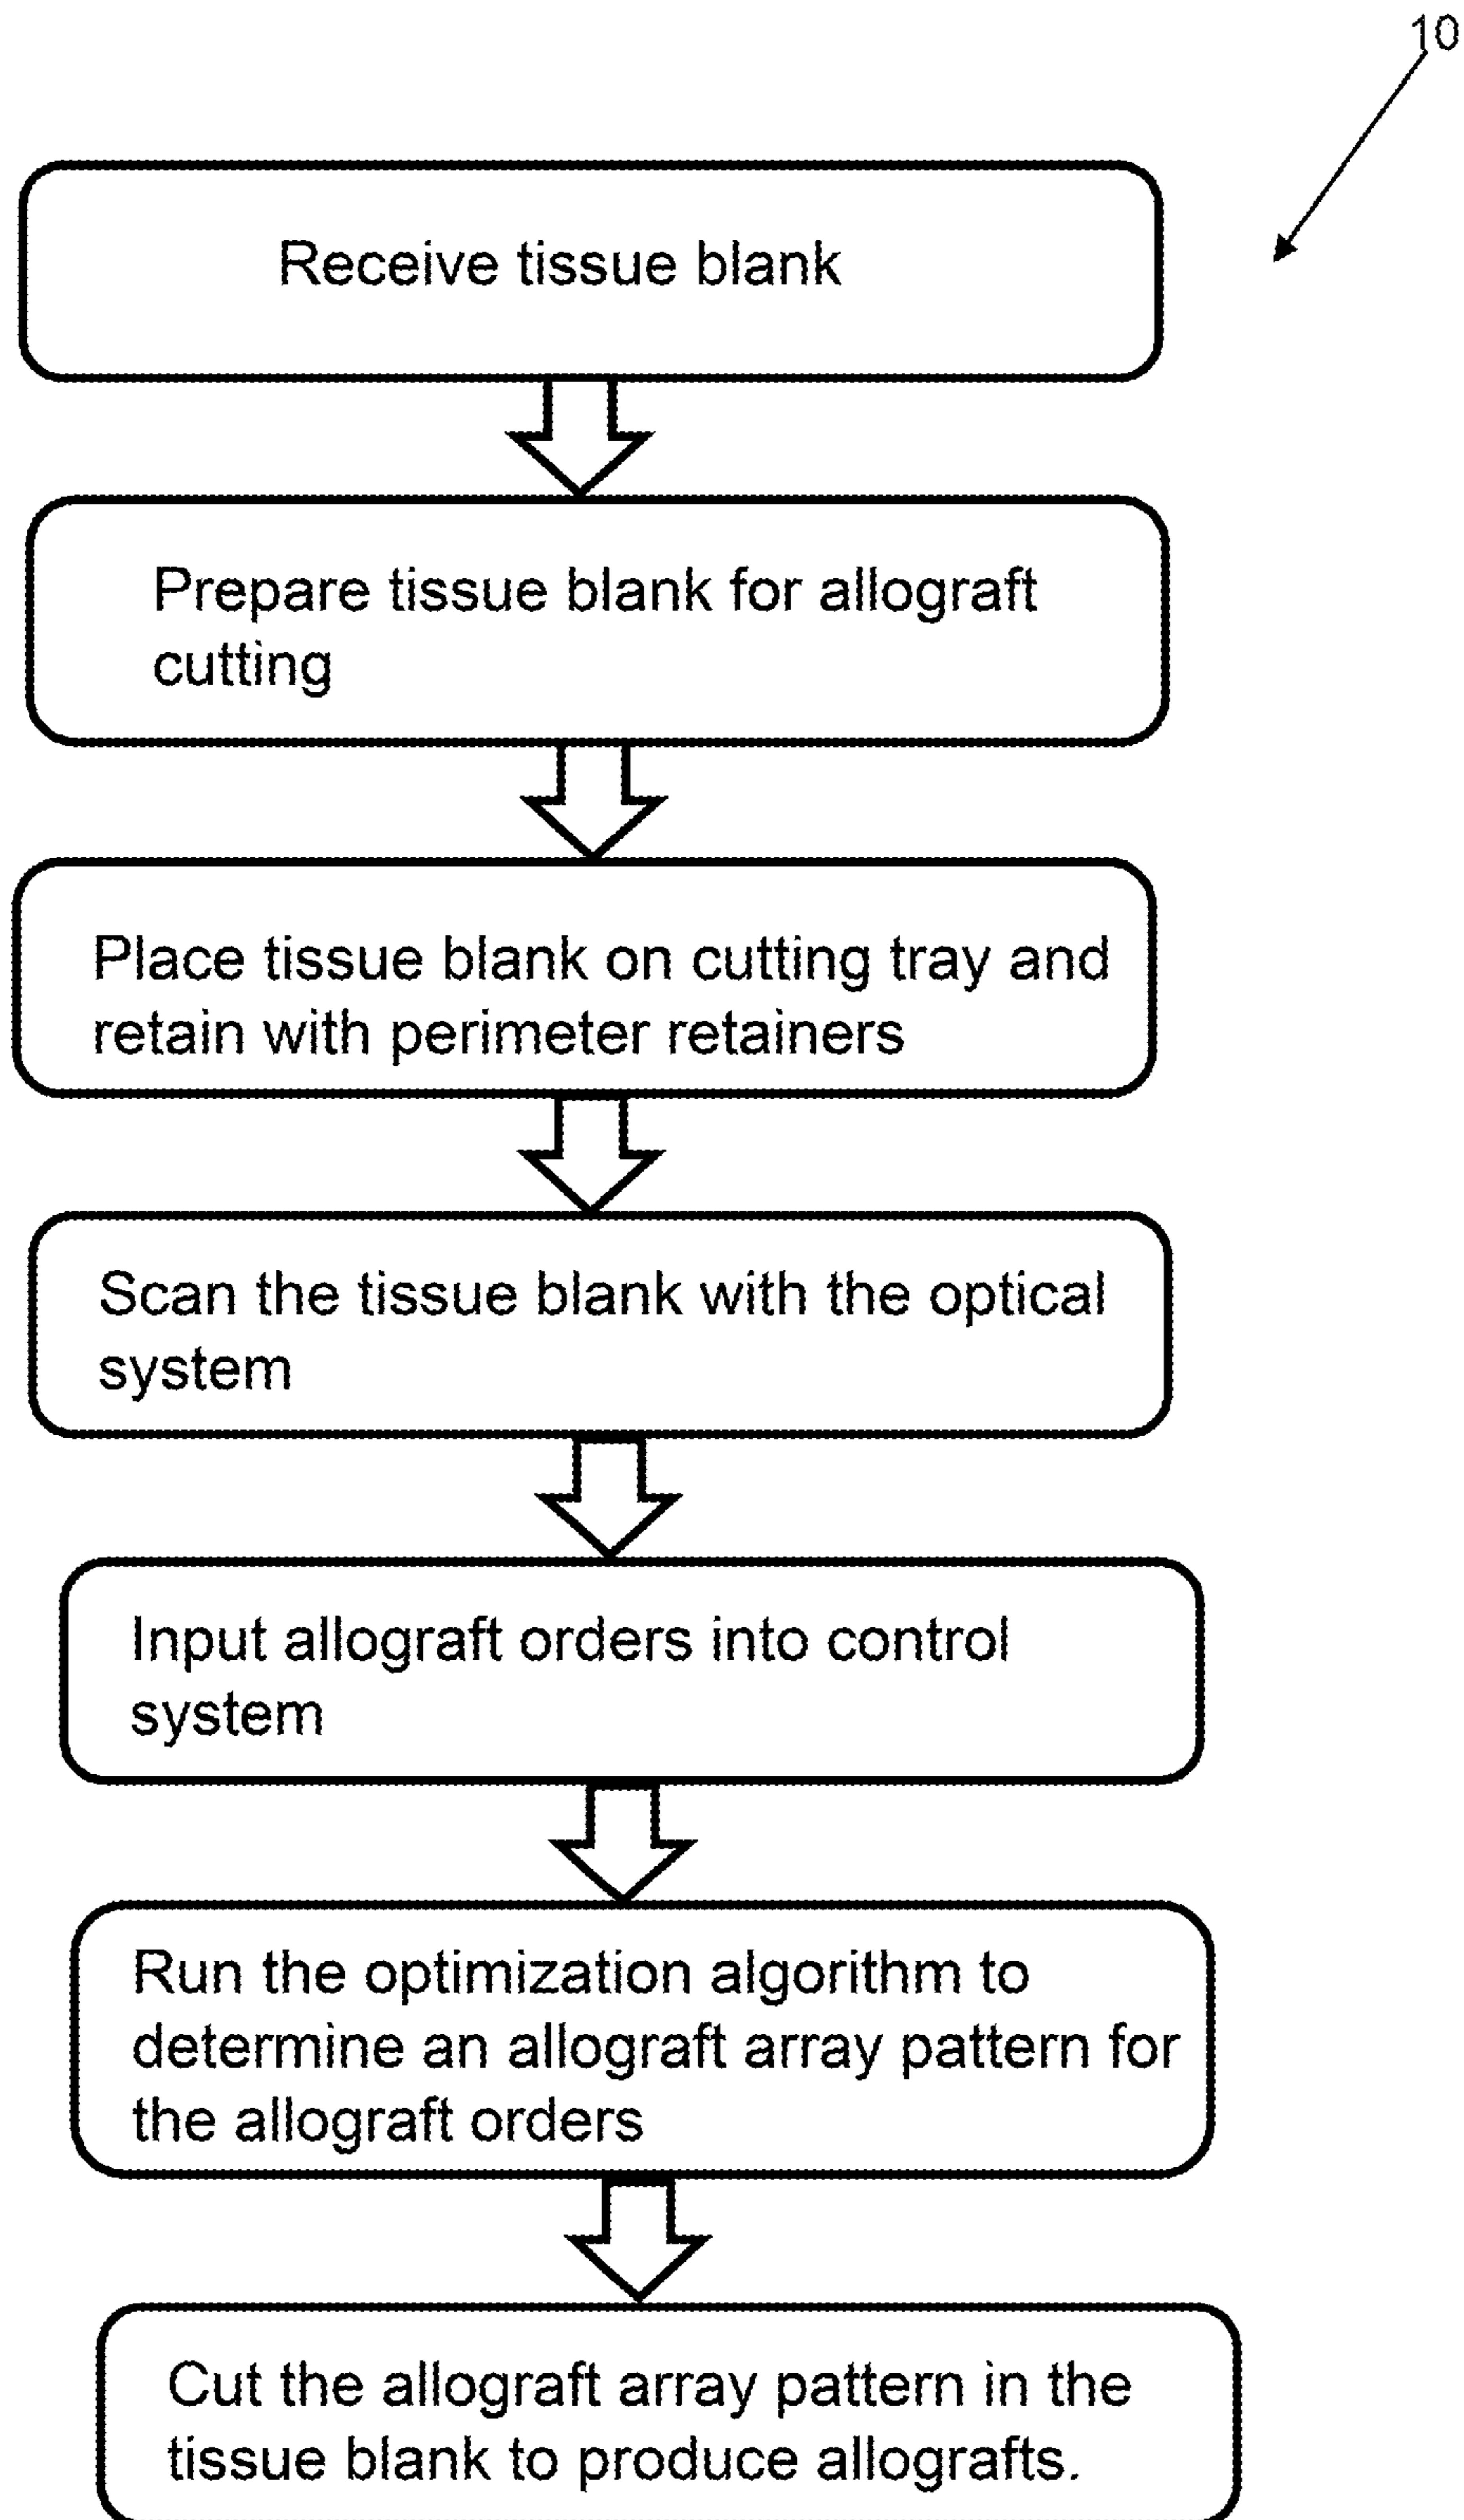 10
Receive tissue blank
Prepare tissue blank for allograft
cutting
Place tissue blank on cutting tray and
retain with perimeter retainers
Scan the tissue blank with the optical
system
Input allograft orders into control
system
Run the optimization algorithm to
determine an allograft array pattern for
the allograft orders
Cut the allograft array pattern in the
tissue blank to produce allografts.